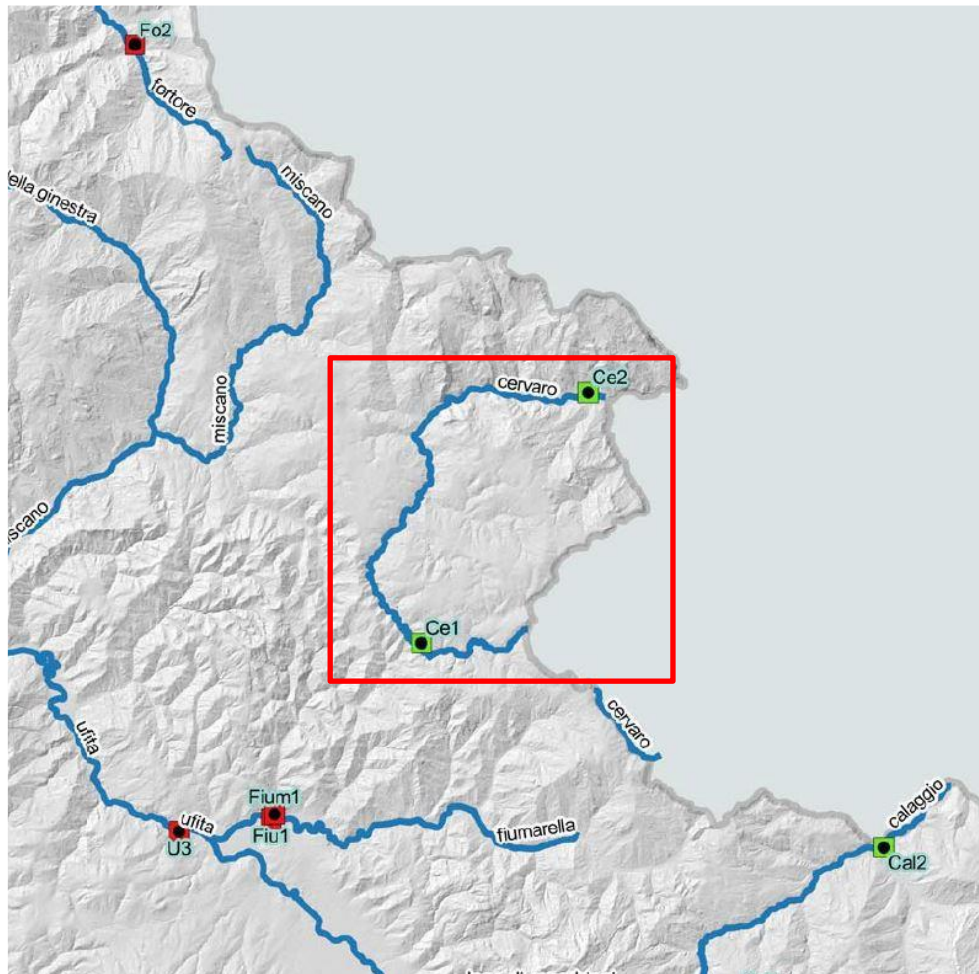 Fo2
fortore
miscano
ella ginestra
Ce2
cervaro
miscano
iscano
Ce1
cervaro
ufita
Fium1
ufita
Fiu1
U3
fiumarella
calaggio
Cal2